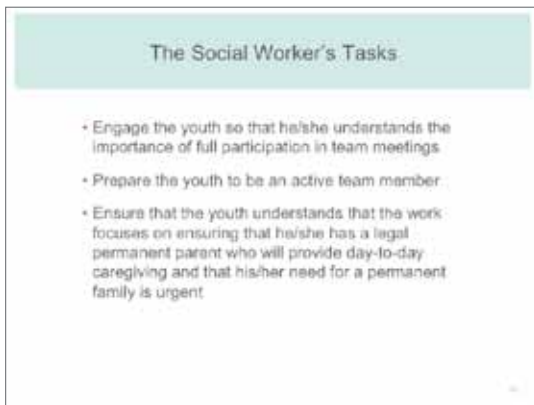 The Social Worker's Tasks
• Engage the youth so that he/she understands the
importance of full participation in team meetings
• Prepare the youth to be an active team member
• Ensure that the youth understands that the work
focuses on ensuring that he/she has a legal
permanent parent who will provide day-to-day
caregiving and that his/her need for a permanent
family is urgent